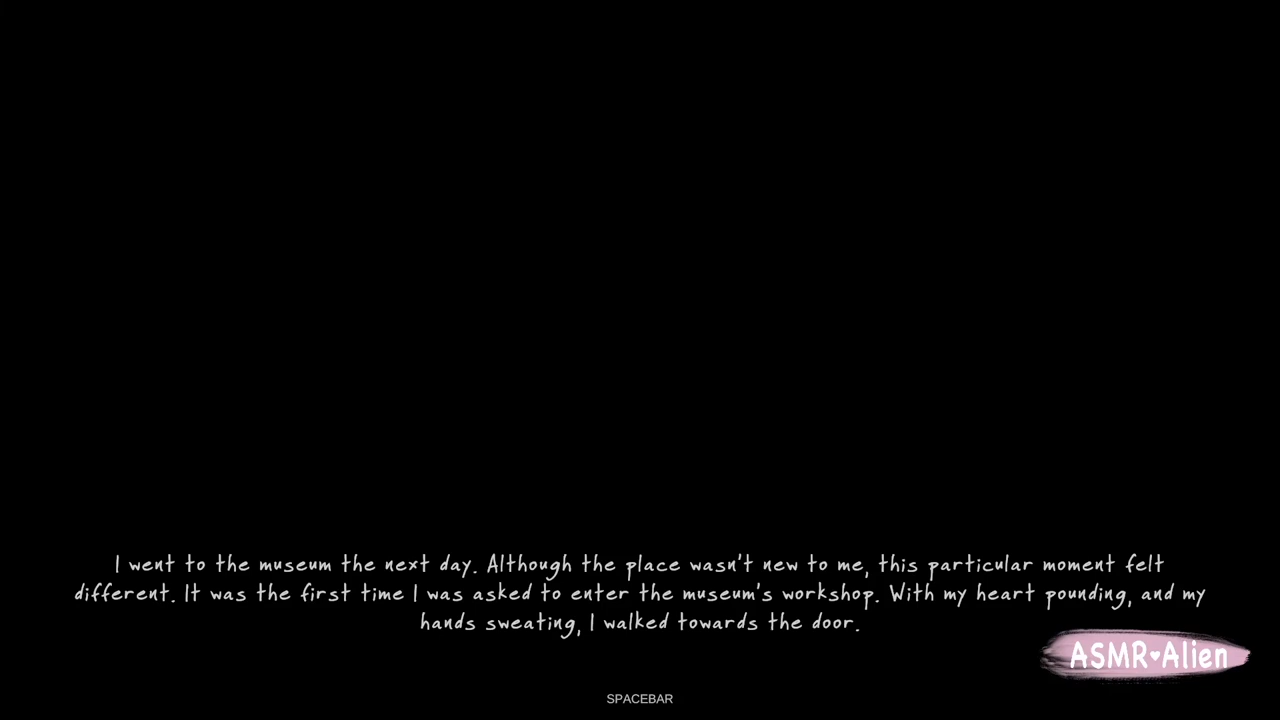 I went to the museum the next day. Although the place wasn't new to me, this particular moment felt
different. It was the first time I was asked to enter the museum's workshop. With my heart pounding, and my
hands sweating, I walked towards the door.
ASMR♥Alien
SPACEBAR